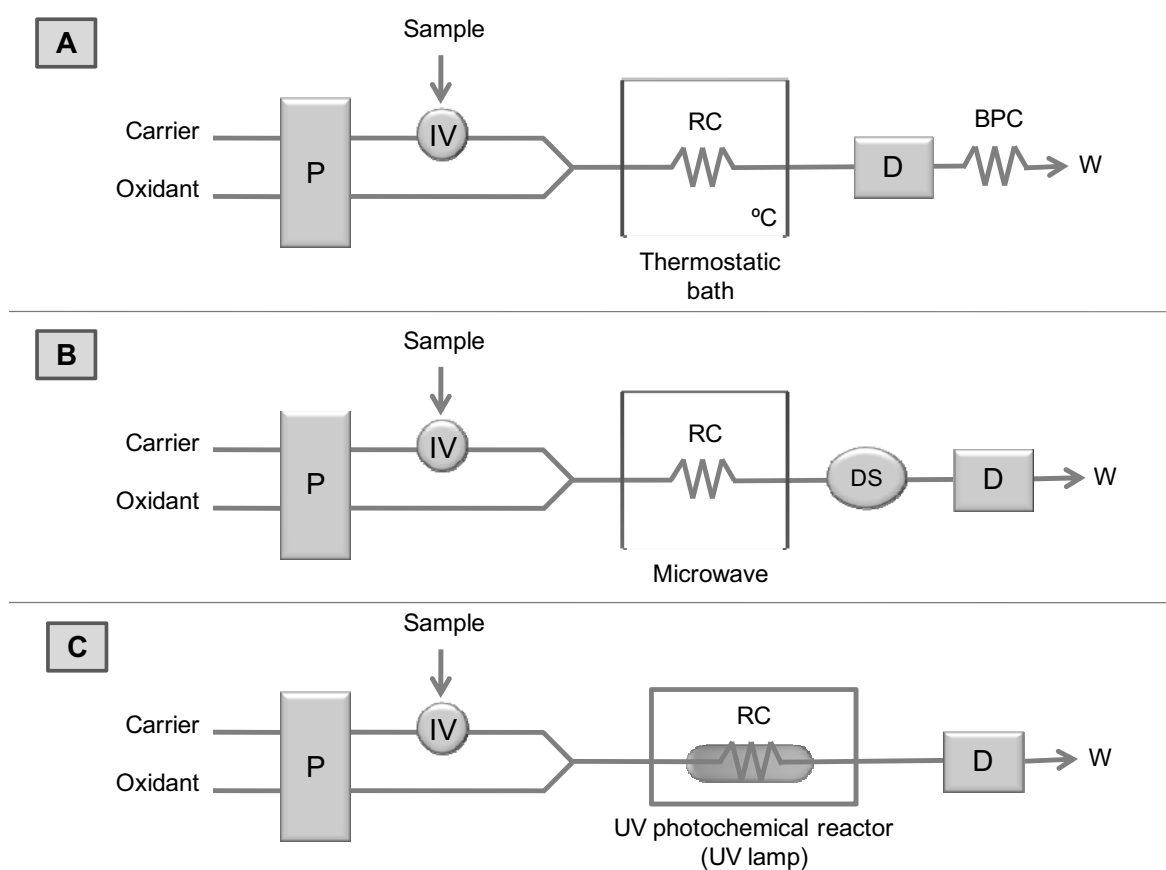 A
Sample
Carrier
Oxidant
P
IV
RC
ºC
Thermostatic
bath
D
BPC
W
B
Sample
Carrier
Oxidant
P
IV
RC
Microwave
DS
D
W
C
Sample
Carrier
Oxidant
P
IV
RC
UV photochemical reactor
(UV lamp)
D
W